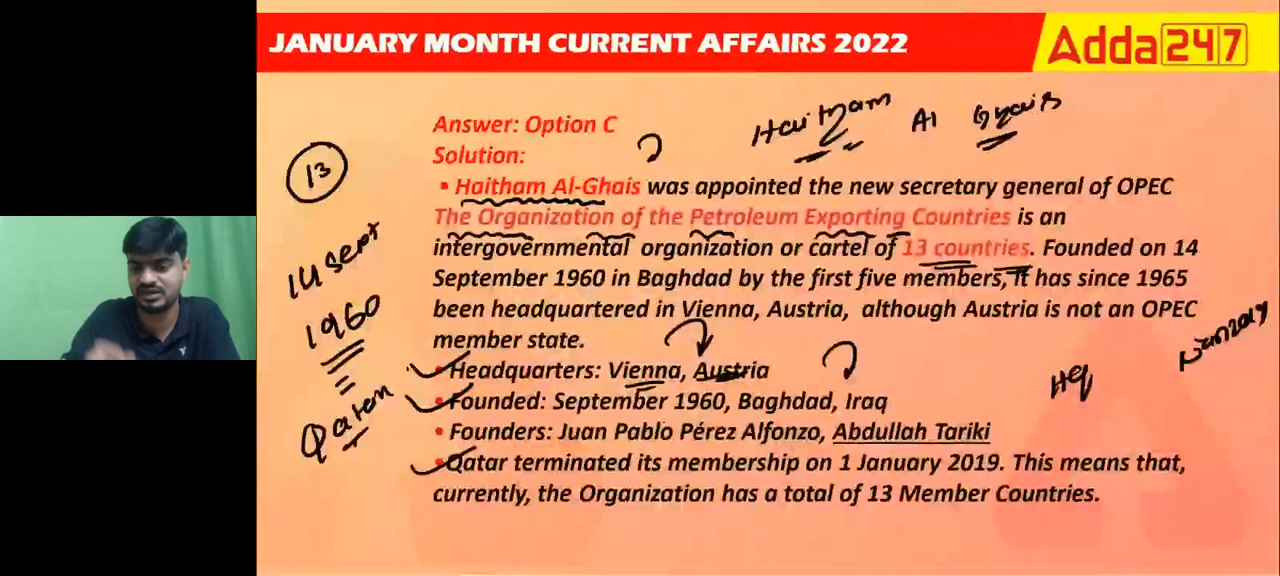 JANUARY MONTH CURRENT AFFAIRS 2022
Adda247
Answer: Option C
Solution:
Haitham Al Ghais
13
• Haitham Al-Ghais was appointed the new secretary general of OPEC
The Organization of the Petroleum Exporting Countries is an
intergovernmental organization or cartel of 13 countries. Founded on 14
September 1960 in Baghdad by the first five members, it has since 1965
been headquartered in Vienna, Austria, although Austria is not an OPEC
member state.
14 Sept
1960
• Headquarters: Vienna, Austria
HQ
• Founded: September 1960, Baghdad, Iraq
• Founders: Juan Pablo Pérez Alfonzo, Abdullah Tariki
• Qatar terminated its membership on 1 January 2019. This means that,
currently, the Organization has a total of 13 Member Countries.